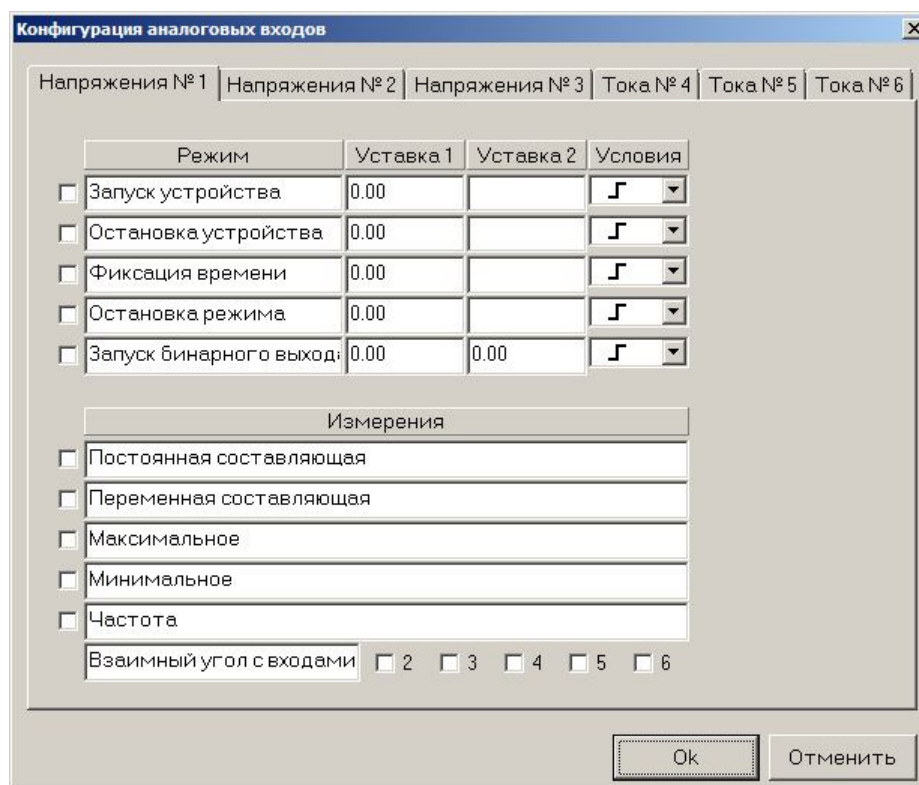 Конфигурация аналоговых входов
Напряжения № 1 Напряжения № 2 Напряжения № 3 Тока № 4 Тока № 5 Тока № 6
Режим Уставка 1 Уставка 2 Условия
Запуск устройства 0.00
Остановка устройства 0.00
Фиксация времени 0.00
Остановка режима 0.00
Запуск бинарного выхода 0.00 0.00
Измерения
Постоянная составляющая
Переменная составляющая
Максимальное
Минимальное
Частота
Взаимный угол с входами 2 3 4 5 6
Ok Отменить